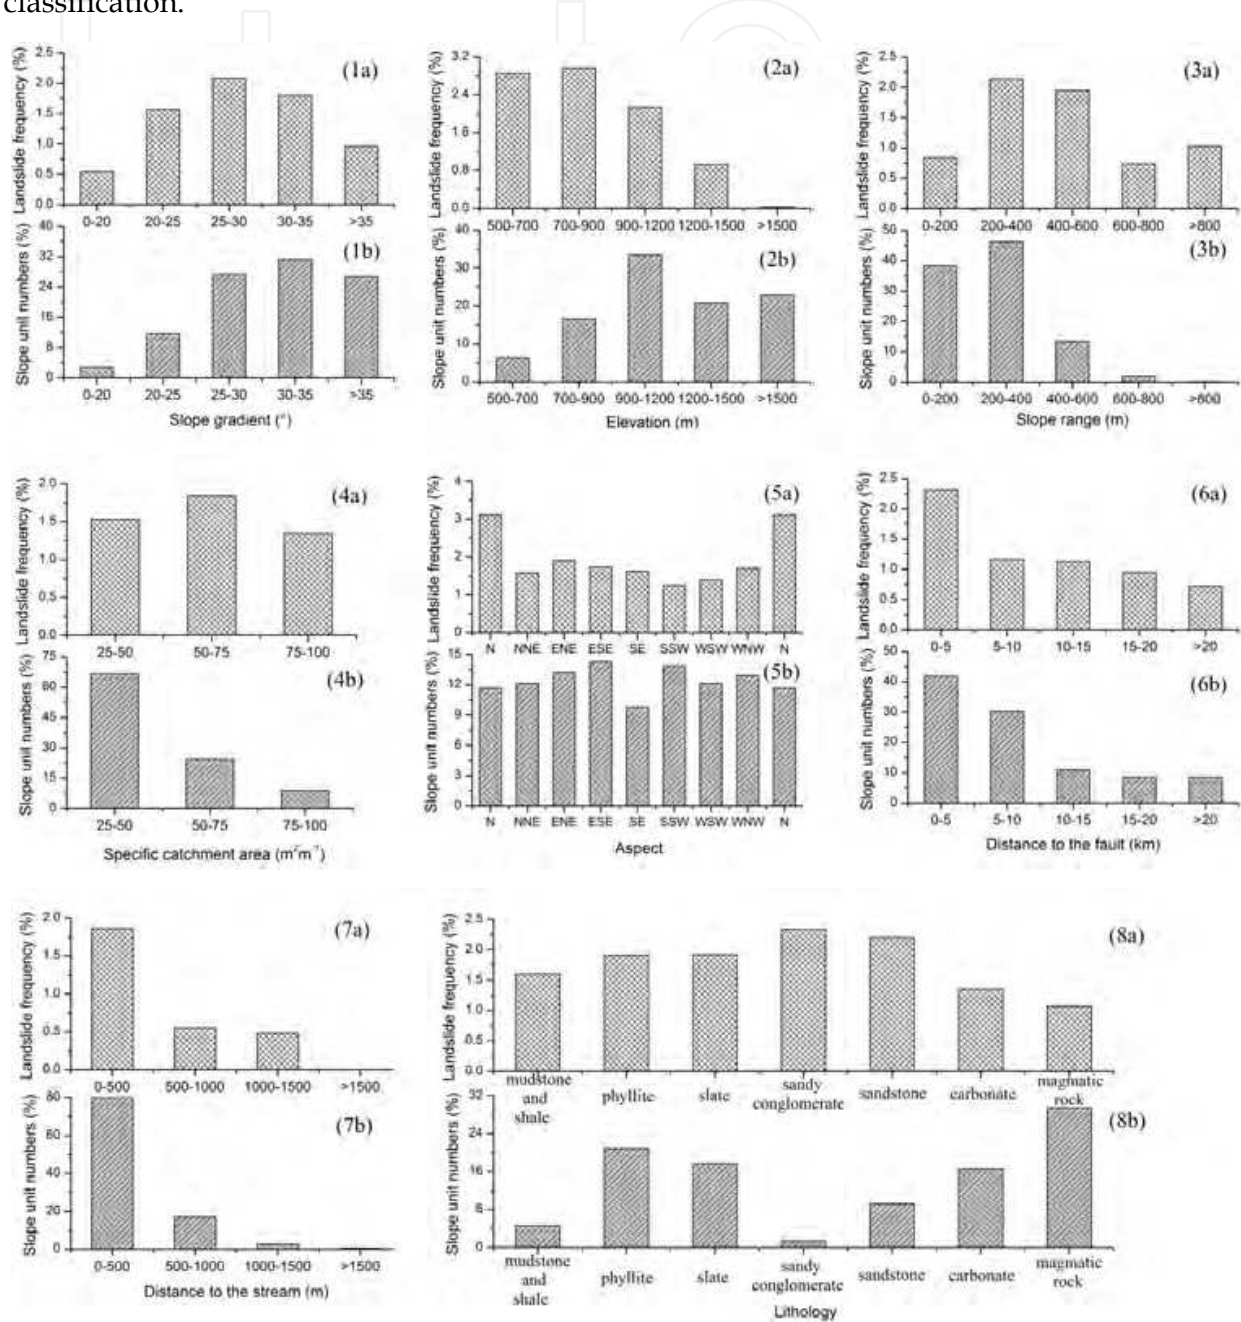 classification.
Landslide frequency (%)
2.5
2.0
1.5
1.0
0.5
0.0
(1a)
0-20 20-25 25-30 30-35 >35
Slope unit numbers (%)
40
32
24
16
8
0
(1b)
0-20 20-25 25-30 30-35 >35
Slope gradient (°)
Landslide frequency (%)
3.2
2.4
1.6
0.8
0.0
(2a)
500-700 700-900 900-1200 1200-1500 >1500
Slope unit numbers (%)
40
30
20
10
0
(2b)
500-700 700-900 900-1200 1200-1500 >1500
Elevation (m)
Landslide frequency (%)
2.5
2.0
1.5
1.0
0.5
0.0
(3a)
0-200 200-400 400-600 600-800 >800
Slope unit numbers (%)
50
40
30
20
10
0
(3b)
0-200 200-400 400-600 600-800 >800
Slope range (m)
Landslide frequency (%)
2.0
1.5
1.0
0.5
0.0
(4a)
25-50 50-75 75-100
Slope unit numbers (%)
75
60
45
30
15
0
(4b)
25-50 50-75 75-100
Specific catchment area (m²m⁻¹)
Landslide frequency (%)
4
3
2
1
0
(5a)
N NNE ENE ESE SE SSW WSW WNW N
Slope unit numbers (%)
15
12
9
6
3
0
(5b)
N NNE ENE ESE SE SSW WSW WNW N
Aspect
Landslide frequency (%)
2.5
2.0
1.5
1.0
0.5
0.0
(6a)
0-5 5-10 10-15 15-20 >20
Slope unit numbers (%)
50
40
30
20
10
0
(6b)
0-5 5-10 10-15 15-20 >20
Distance to the fault (km)
Landslide frequency (%)
2.0
1.5
1.0
0.5
0.0
(7a)
0-500 500-1000 1000-1500 >1500
Slope unit numbers (%)
80
60
40
20
0
(7b)
0-500 500-1000 1000-1500 >1500
Distance to the stream (m)
Landslide frequency (%)
2.5
2.0
1.5
1.0
0.5
0.0
(8a)
mudstone and shale phyllite slate sandy conglomerate sandstone carbonate magmatic rock
Slope unit numbers (%)
32
24
16
8
0
(8b)
mudstone and shale phyllite slate sandy conglomerate sandstone carbonate magmatic rock
Lithology